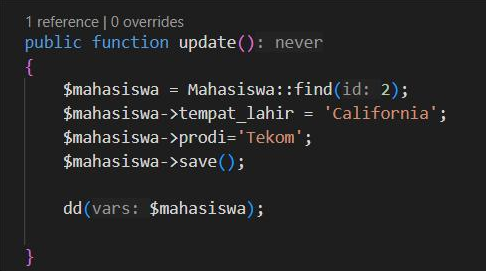 1 reference | 0 overrides
public function update(): never
{
$mahasiswa = Mahasiswa::find(id: 2);
$mahasiswa->tempat_lahir = 'California';
$mahasiswa->prodi='Tekom';
$mahasiswa->save();
dd(vars: $mahasiswa);
}